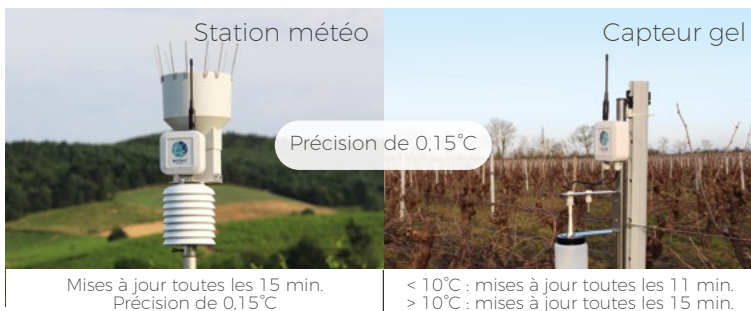 Station météo
Capteur gel
Précision de 0,15°C
Mises à jour toutes les 15 min.
Précision de 0,15°C
< 10°C : mises à jour toutes les 11 min.
> 10°C : mises à jour toutes les 15 min.